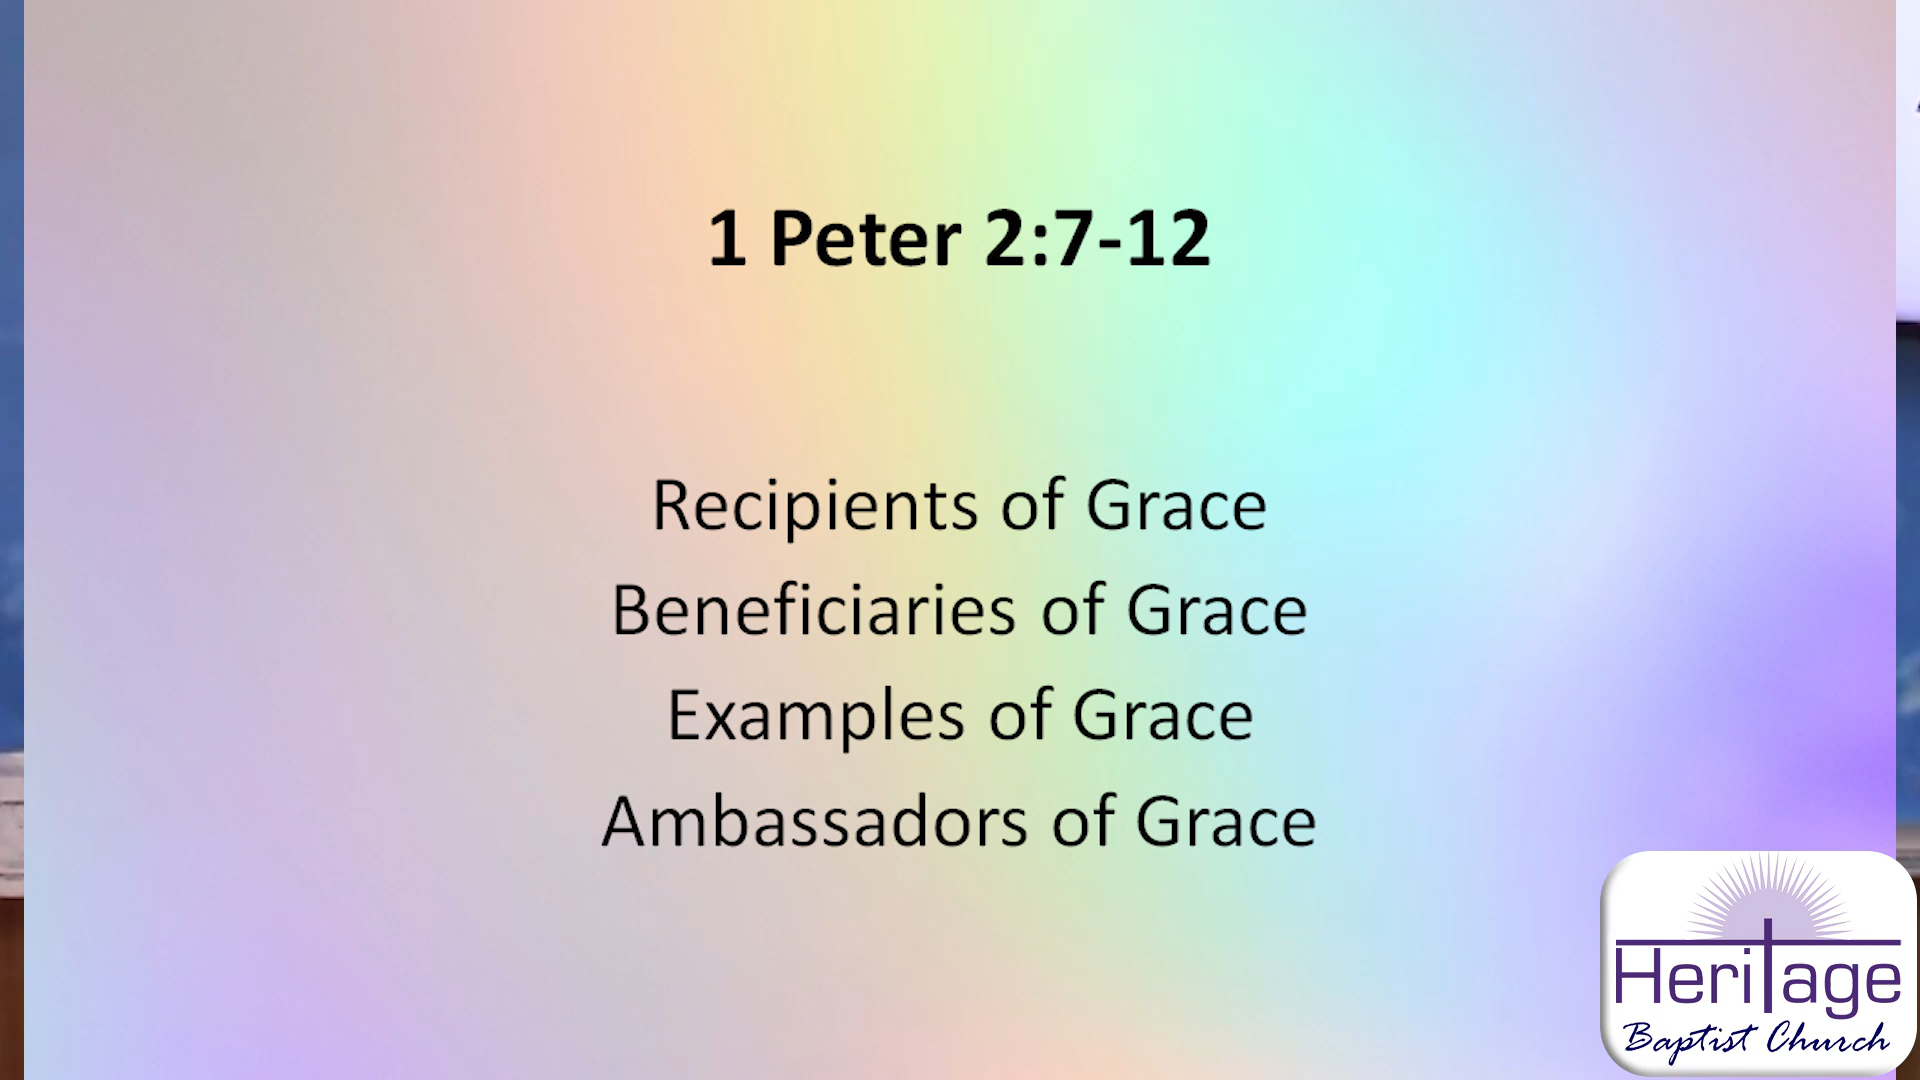 1 Peter 2:7-12
Recipients of Grace
Beneficiaries of Grace
Examples of Grace
Ambassadors of Grace
Heritage
Baptist Church